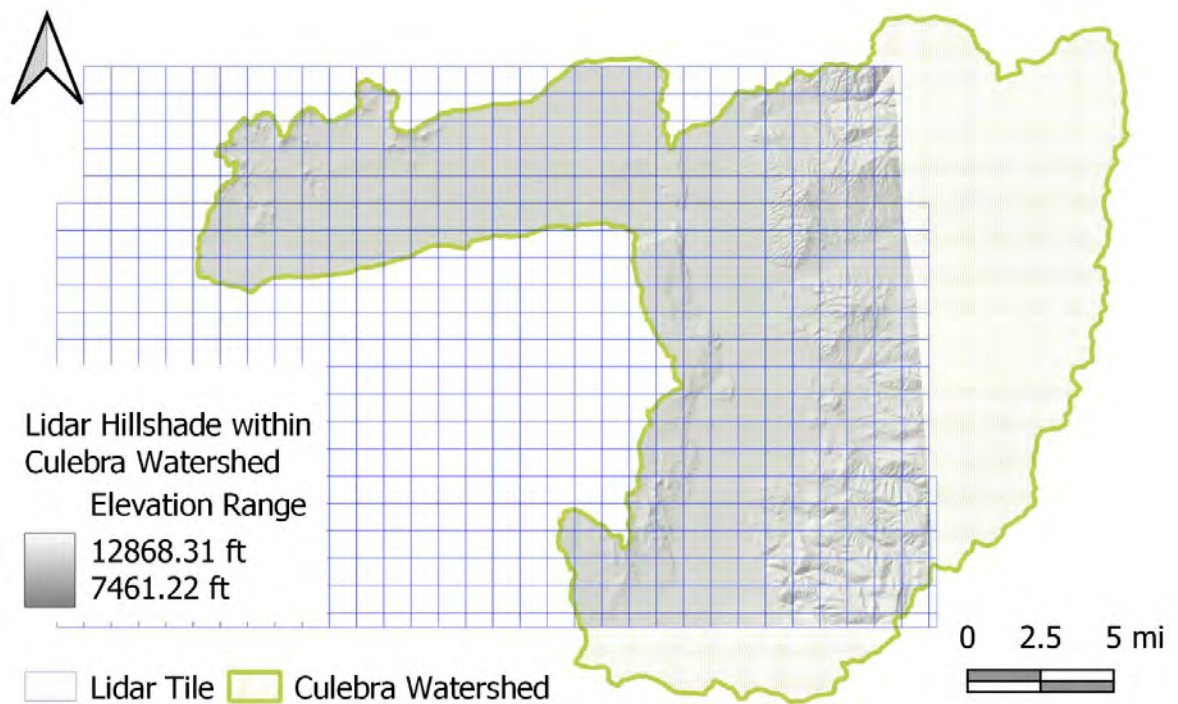 Lidar Hillshade within
Culebra Watershed
Elevation Range
12868.31 ft
7461.22 ft
Lidar Tile Culebra Watershed
0 2.5 5 mi